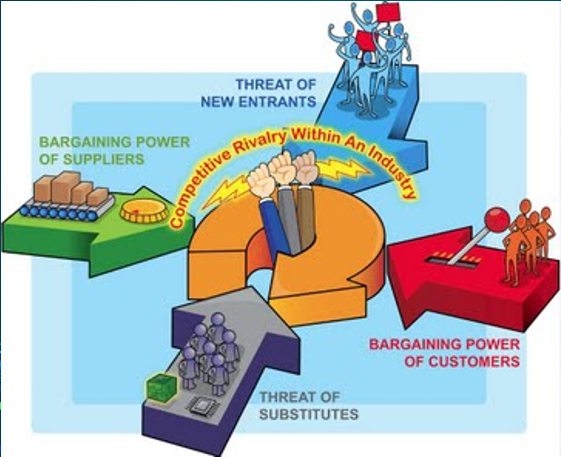 THREAT OF
NEW ENTRANTS
BARGAINING POWER
OF SUPPLIERS
Competitive Rivalry Within An Industry
BARGAINING POWER
OF CUSTOMERS
THREAT OF
SUBSTITUTES